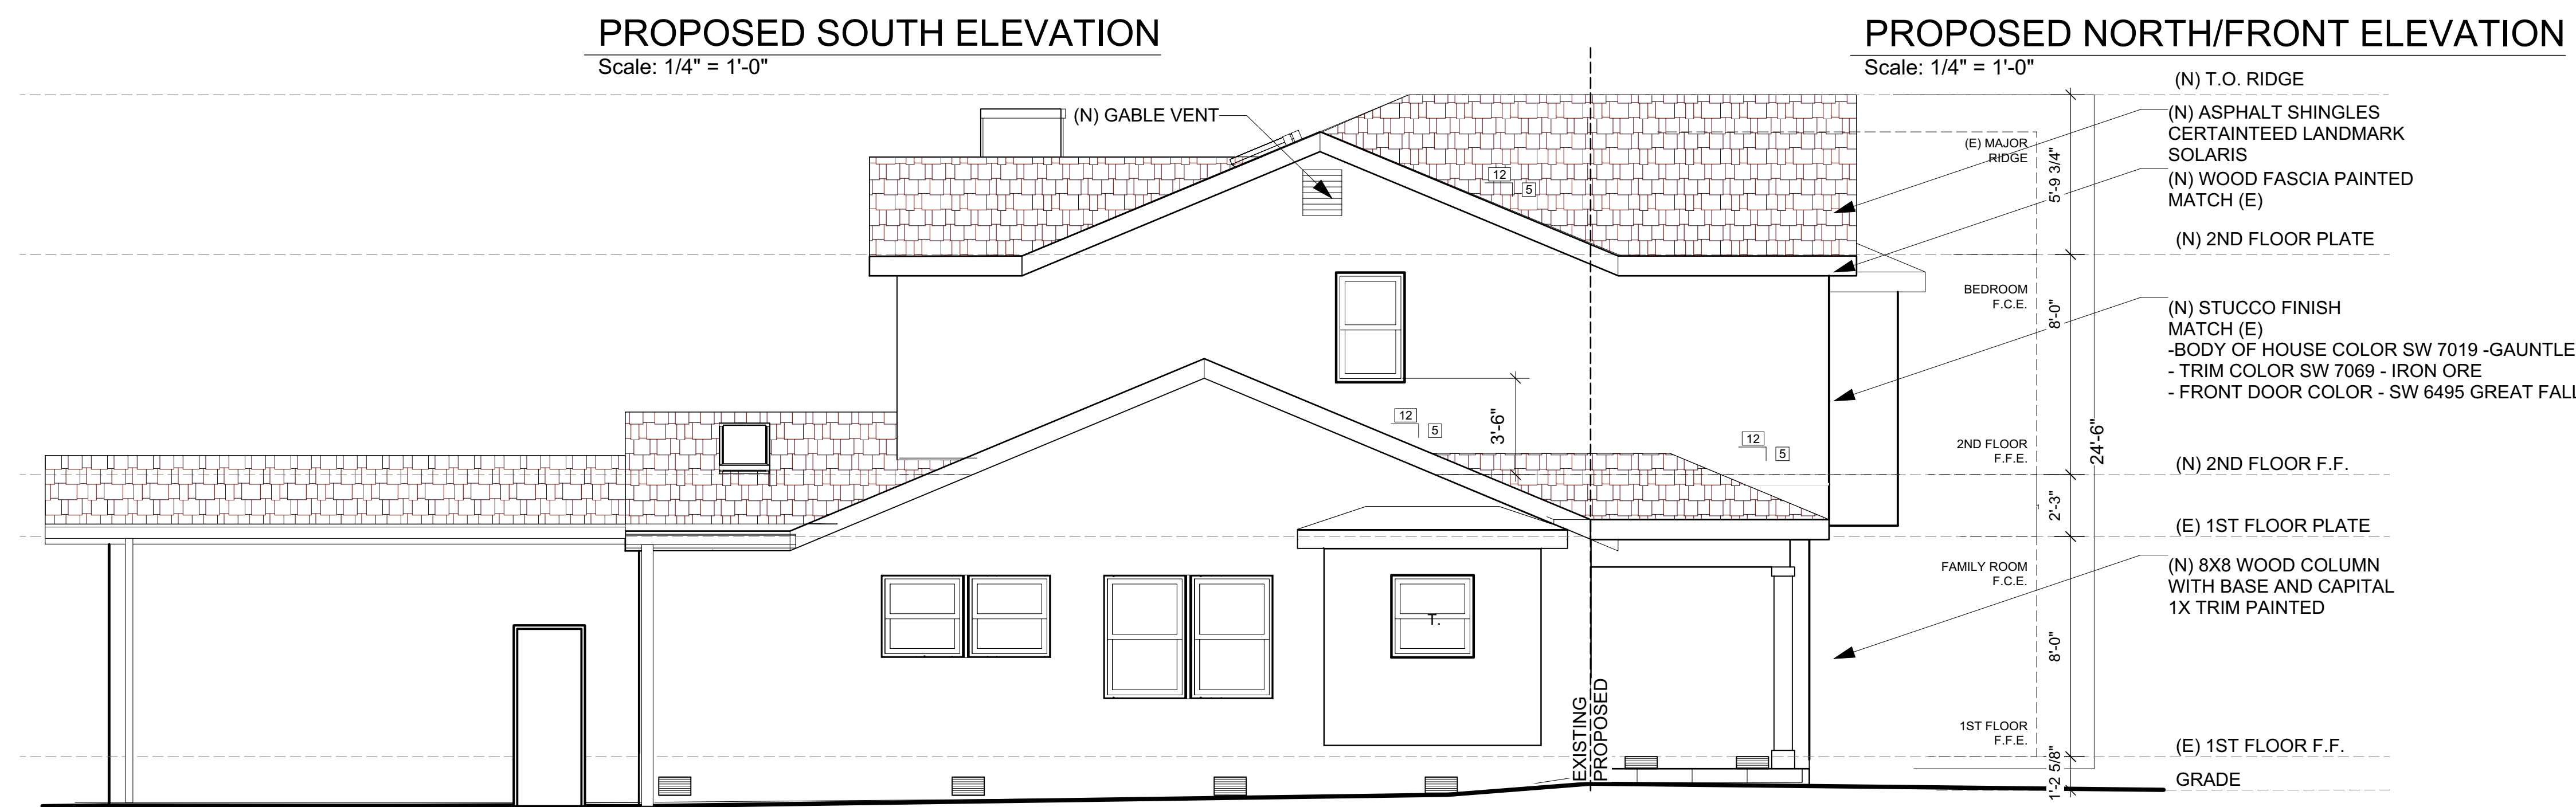 PROPOSED SOUTH ELEVATION
Scale: 1/4" = 1'-0"
PROPOSED NORTH/FRONT ELEVATION
Scale: 1/4" = 1'-0"
(N) T.O. RIDGE
(N) GABLE VENT
(N) ASPHALT SHINGLES
CERTAINTEED LANDMARK
SOLARIS
(E) MAJOR
RIDGE
5'-9 3/4"
12
5
(N) WOOD FASCIA PAINTED
MATCH (E)
(N) 2ND FLOOR PLATE
BEDROOM
F.C.E.
8'-0"
(N) STUCCO FINISH
MATCH (E)
-BODY OF HOUSE COLOR SW 7019 -GAUNTLE
- TRIM COLOR SW 7069 - IRON ORE
- FRONT DOOR COLOR - SW 6495 GREAT FALL
12
5
3'-6"
12
5
2ND FLOOR
F.F.E.
24'-6"
(N) 2ND FLOOR F.F.
2'-3"
(E) 1ST FLOOR PLATE
FAMILY ROOM
F.C.E.
(N) 8X8 WOOD COLUMN
WITH BASE AND CAPITAL
1X TRIM PAINTED
T.
8'-0"
EXISTING
PROPOSED
1ST FLOOR
F.F.E.
(E) 1ST FLOOR F.F.
1'-2 5/8"
GRADE